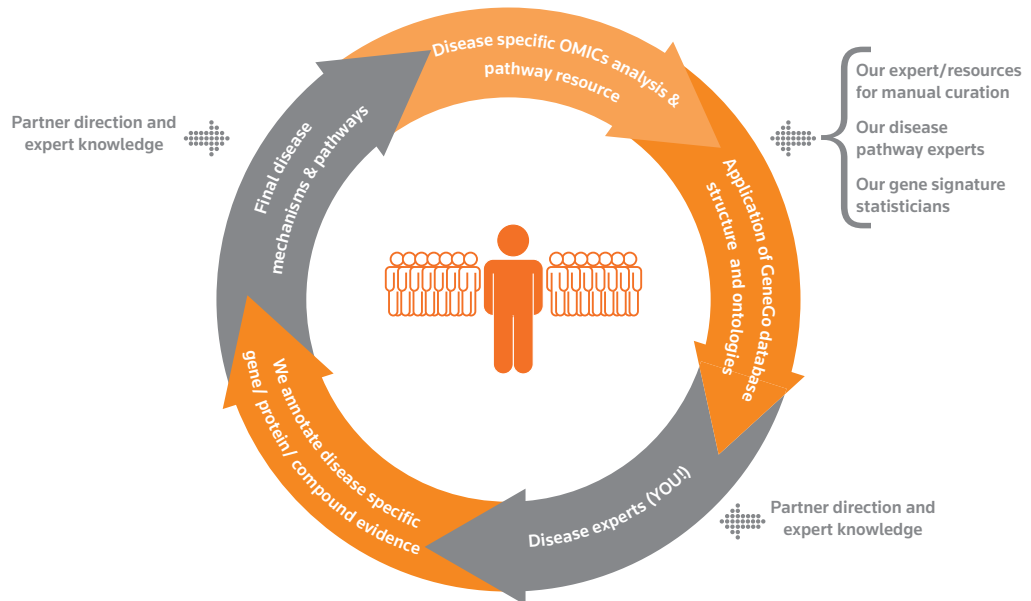 Disease specific OMICs analysis &
pathway resource
Our expert/resources
for manual curation
Our disease
pathway experts
Our gene signature
statisticians
Application of GeneGo database
structure and ontologies
Partner direction and
expert knowledge
Disease experts (YOU!)
We annotate disease specific
gene/ protein/ compound evidence
Final disease
mechanisms & pathways
Partner direction and
expert knowledge